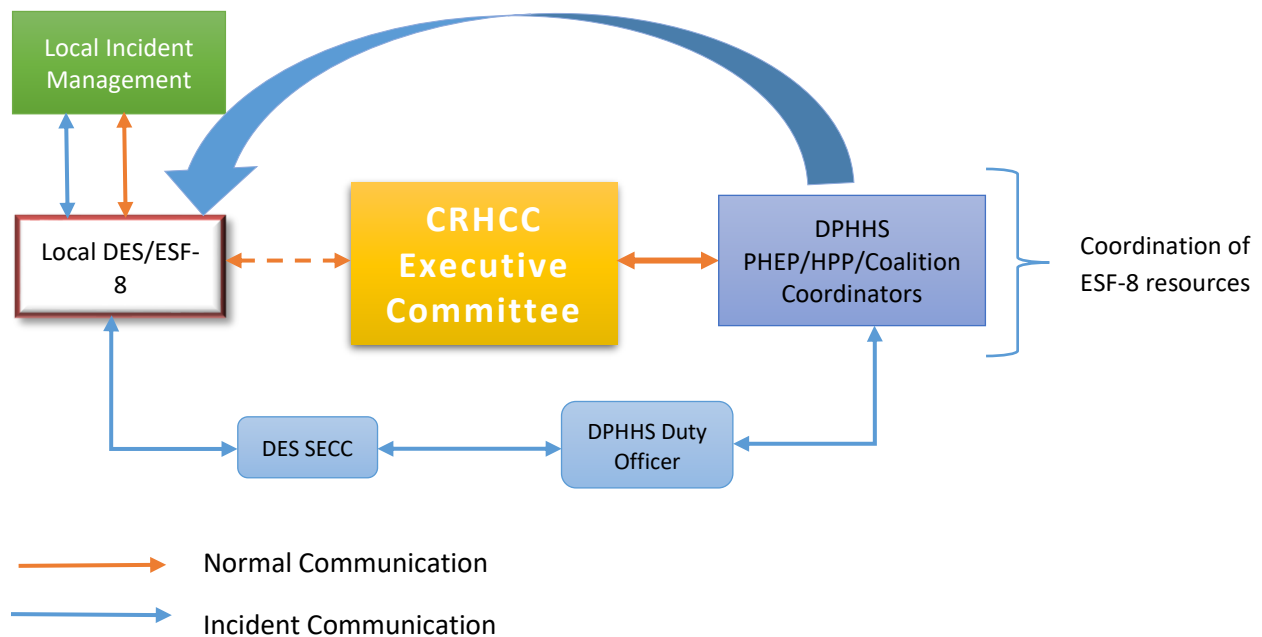 Local Incident
Management
Local DES/ESF-
8
CRHCC
Executive
Committee
DPHHS
PHEP/HPP/Coalition
Coordinators
Coordination of
ESF-8 resources
DES SECC
DPHHS Duty
Officer
Normal Communication
Incident Communication